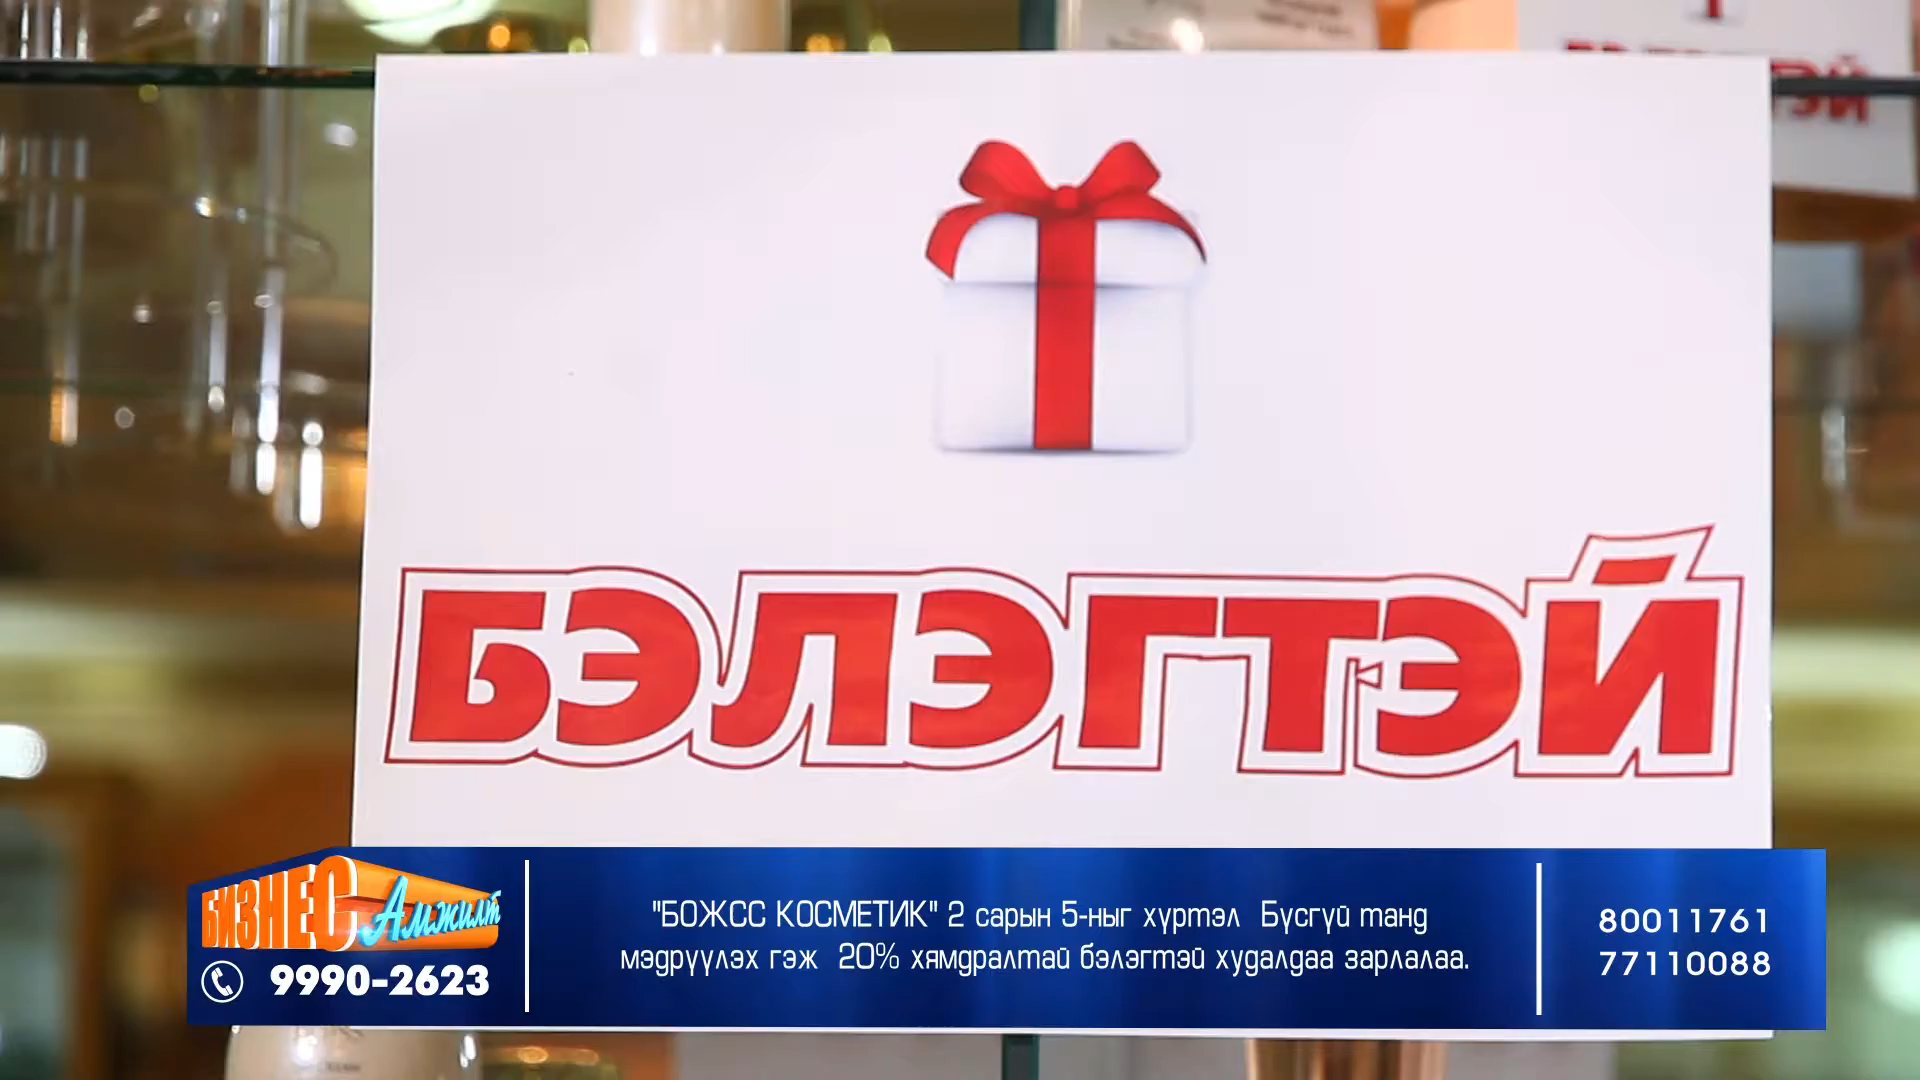 БЭЛЭГТЭЙ
БИЗНЕС Амжилт
9990-2623
"БОЖСС КОСМЕТИК" 2 сарын 5-ныг хүртэл Бүсгүй танд
мэдрүүлэх гэж 20% хямдралтай бэлэгтэй худалдаа зарлалаа.
80011761
77110088